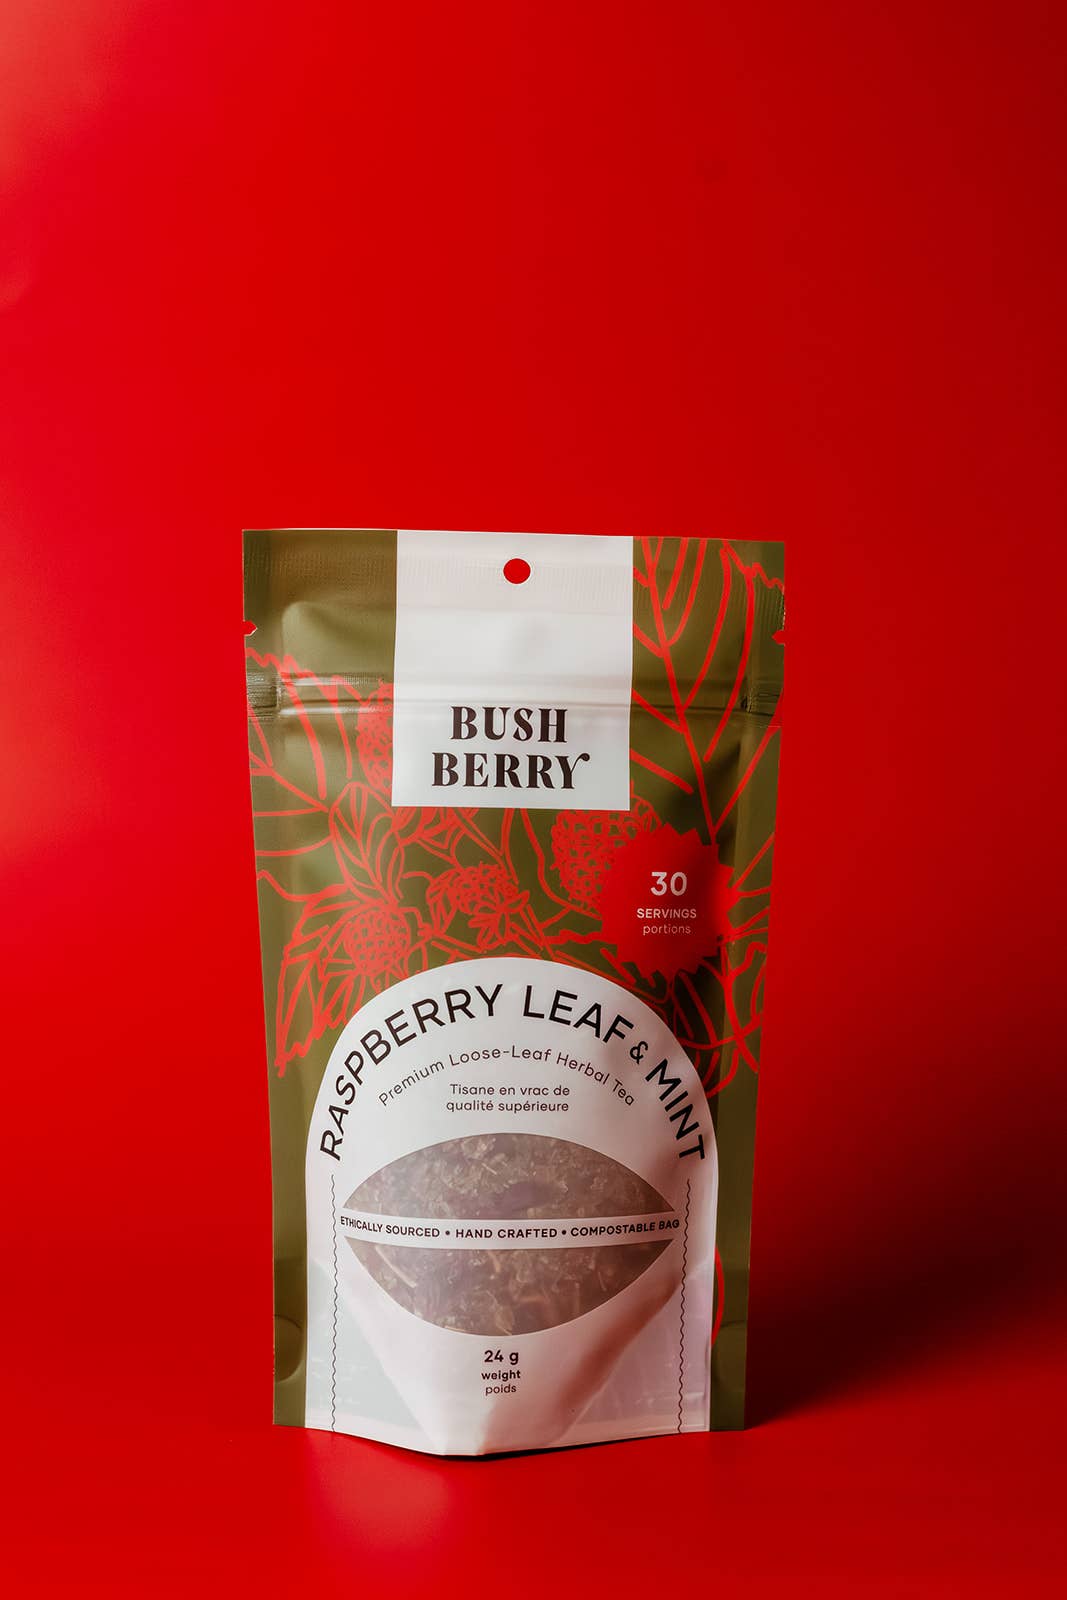 BUSH
BERRY
30
SERVINGS
portions
RASPBERRY LEAF & MINT
Premium Loose-Leaf Herbal Tea
Tisane en vrac de
qualité supérieure
ETHICALLY SOURCED • HAND CRAFTED • COMPOSTABLE BAG
24 g
weight
poids